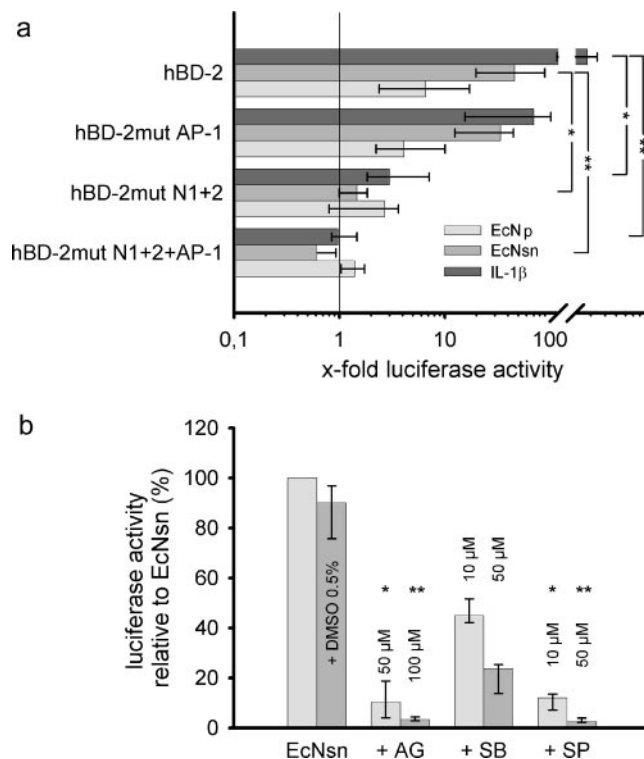 a
hBD-2
hBD-2mut AP-1
hBD-2mut N1+2
hBD-2mut N1+2+AP-1
EcNp
EcNsn
IL-1β
*
**
*
**
0,1
1
10
100
x-fold luciferase activity
b
luciferase activity
relative to EcNsn (%)
120
100
80
60
40
20
0
+ DMSO 0.5%
*
**
50 µM
100 µM
10 µM
50 µM
*
**
10 µM
50 µM
EcNsn
+ AG
+ SB
+ SP